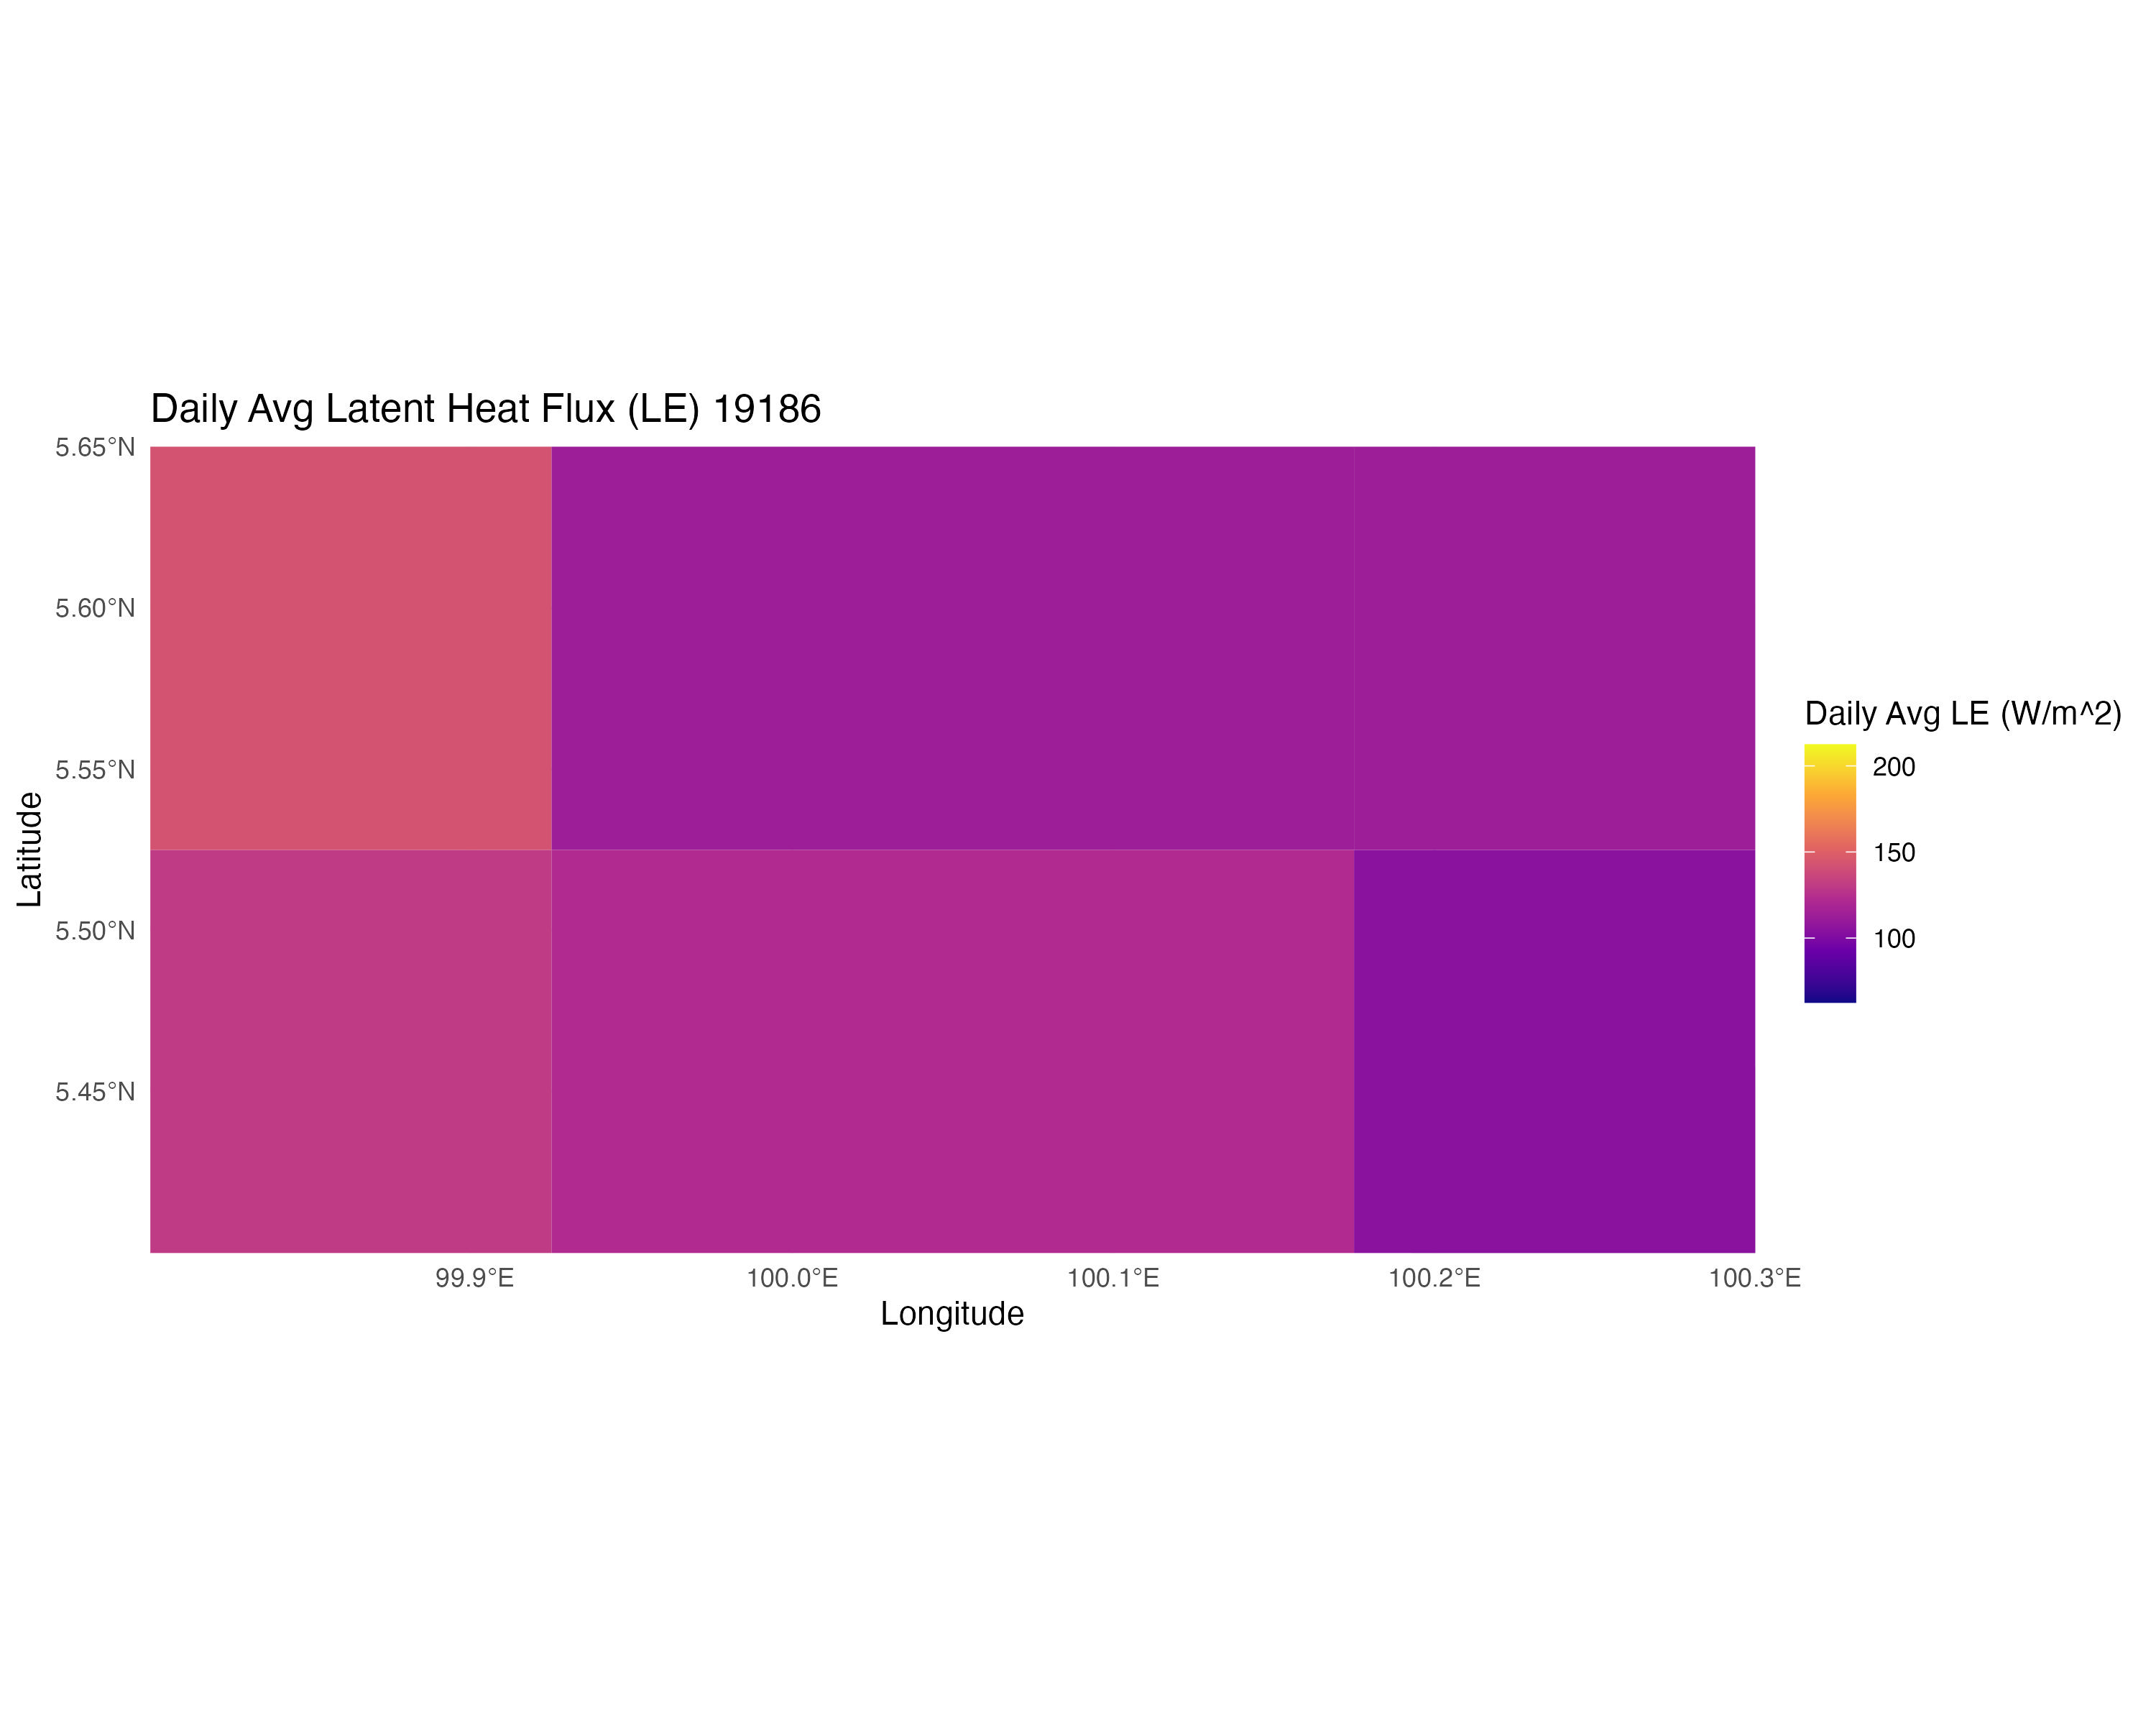 Daily Avg Latent Heat Flux (LE) 19186
5.65°N
5.60°N
5.55°N
5.50°N
5.45°N
Latitude
99.9°E
100.0°E
100.1°E
100.2°E
100.3°E
Longitude
Daily Avg LE (W/m^2)
200
150
100